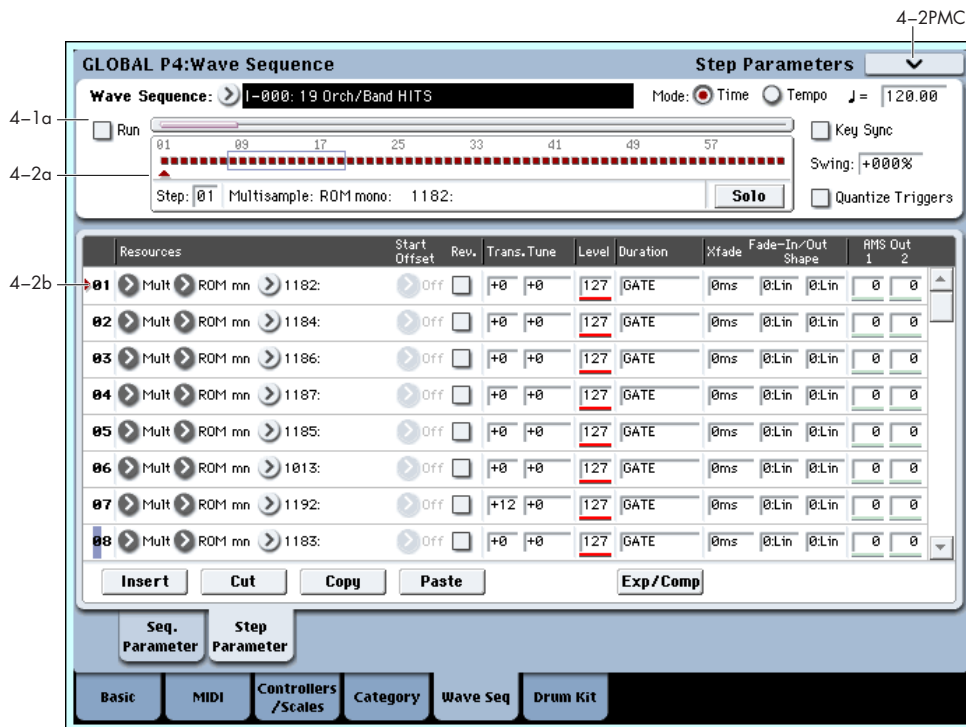 4–2PMC
GLOBAL P4:Wave Sequence Step Parameters
Wave Sequence: I-000: 19 Orch/Band HITS Mode: Time Tempo ♩= 120.00
4–1a
Run Key Sync
01 09 17 25 33 41 49 57
4–2a
Swing: +000%
Step: 01 Multisample: ROM mono: 1182: Solo Quantize Triggers
Resources Start Offset Rev. Trans. Tune Level Duration Xfade Fade-In/Out Shape AMS Out 1 2
4–2b
01 Mult ROM mn 1182: Off +0 +0 127 GATE 0ms 0:Lin 0:Lin 0 0
02 Mult ROM mn 1184: Off +0 +0 127 GATE 0ms 0:Lin 0:Lin 0 0
03 Mult ROM mn 1186: Off +0 +0 127 GATE 0ms 0:Lin 0:Lin 0 0
04 Mult ROM mn 1187: Off +0 +0 127 GATE 0ms 0:Lin 0:Lin 0 0
05 Mult ROM mn 1185: Off +0 +0 127 GATE 0ms 0:Lin 0:Lin 0 0
06 Mult ROM mn 1013: Off +0 +0 127 GATE 0ms 0:Lin 0:Lin 0 0
07 Mult ROM mn 1192: Off +12 +0 127 GATE 0ms 0:Lin 0:Lin 0 0
08 Mult ROM mn 1183: Off +0 +0 127 GATE 0ms 0:Lin 0:Lin 0 0
Insert Cut Copy Paste Exp/Comp
Seq. Parameter Step Parameter
Basic MIDI Controllers /Scales Category Wave Seq Drum Kit